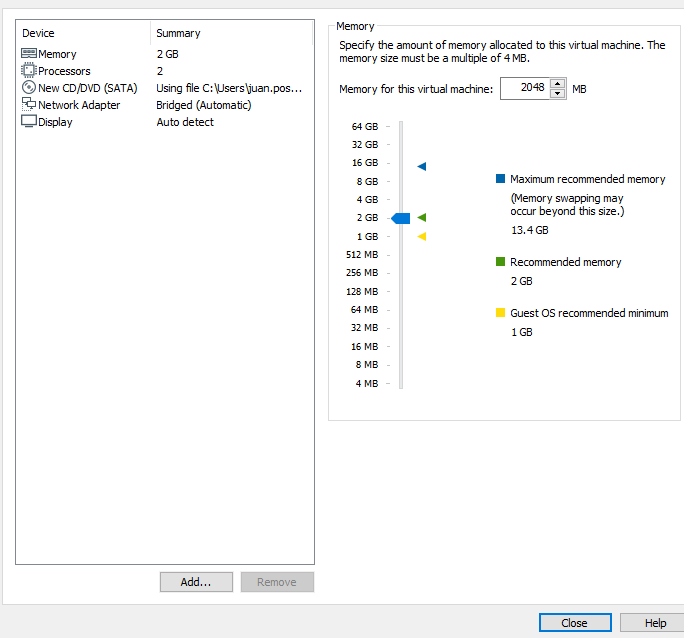 Device Summary
Memory 2 GB
Processors 2
New CD/DVD (SATA) Using file C:\Users\juan.pos...
Network Adapter Bridged (Automatic)
Display Auto detect
Add...
Remove
Memory
Specify the amount of memory allocated to this virtual machine. The
memory size must be a multiple of 4 MB.
Memory for this virtual machine: 2048 MB
64 GB
32 GB
16 GB
8 GB
4 GB
2 GB
1 GB
512 MB
256 MB
128 MB
64 MB
32 MB
16 MB
8 MB
4 MB
Maximum recommended memory
(Memory swapping may
occur beyond this size.)
13.4 GB
Recommended memory
2 GB
Guest OS recommended minimum
1 GB
Close
Help